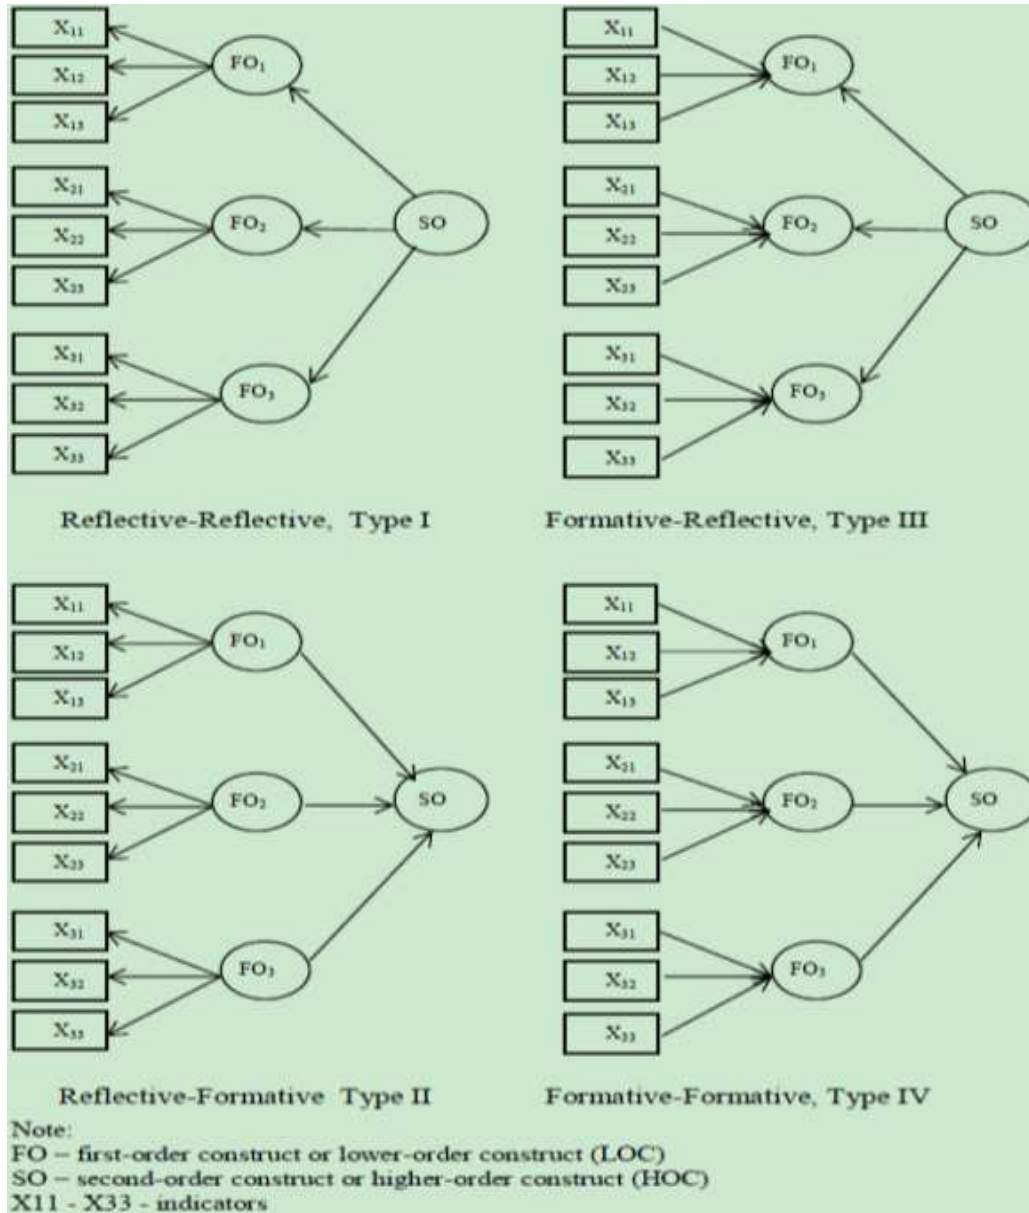 X₁₁
X₁₂
X₁₃
FO₁
X₂₁
X₂₂
X₂₃
FO₂
SO
X₃₁
X₃₂
X₃₃
FO₃
Reflective-Reflective, Type I
X₁₁
X₁₂
X₁₃
FO₁
X₂₁
X₂₂
X₂₃
FO₂
SO
X₃₁
X₃₂
X₃₃
FO₃
Formative-Reflective, Type III
X₁₁
X₁₂
X₁₃
FO₁
X₂₁
X₂₂
X₂₃
FO₂
SO
X₃₁
X₃₂
X₃₃
FO₃
Reflective-Formative Type II
X₁₁
X₁₂
X₁₃
FO₁
X₂₁
X₂₂
X₂₃
FO₂
SO
X₃₁
X₃₂
X₃₃
FO₃
Formative-Formative, Type IV
Note:
FO – first-order construct or lower-order construct (LOC)
SO – second-order construct or higher-order construct (HOC)
X11 - X33 - indicators